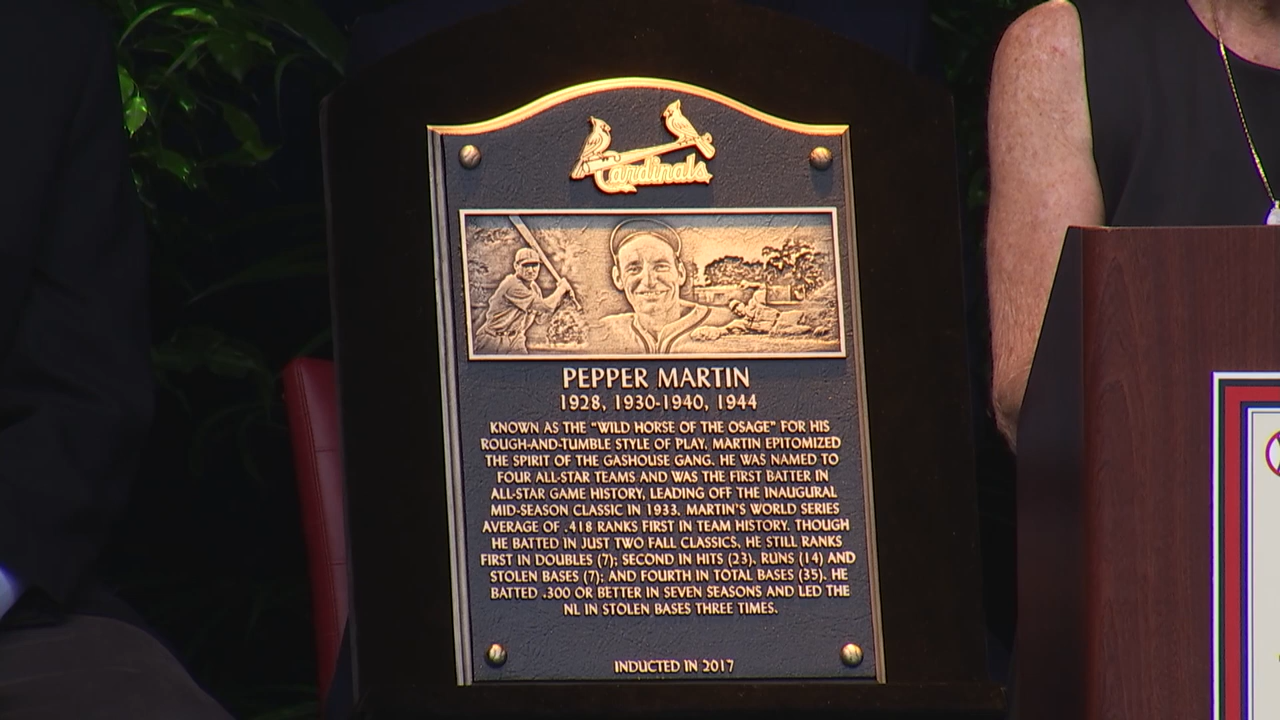 Cardinals
PEPPER MARTIN
1928, 1930-1940, 1944
KNOWN AS THE "WILD HORSE OF THE OSAGE" FOR HIS
ROUGH-AND-TUMBLE STYLE OF PLAY, MARTIN EPITOMIZED
THE SPIRIT OF THE GASHOUSE GANG. HE WAS NAMED TO
FOUR ALL-STAR TEAMS AND WAS THE FIRST BATTER IN
ALL-STAR GAME HISTORY, LEADING OFF THE INAUGURAL
MID-SEASON CLASSIC IN 1933. MARTIN'S WORLD SERIES
AVERAGE OF .418 RANKS FIRST IN TEAM HISTORY. THOUGH
HE BATTED IN JUST TWO FALL CLASSICS, HE STILL RANKS
FIRST IN DOUBLES (7); SECOND IN HITS (23), RUNS (14) AND
STOLEN BASES (7); AND FOURTH IN TOTAL BASES (35). HE
BATTED .300 OR BETTER IN SEVEN SEASONS AND LED THE
NL IN STOLEN BASES THREE TIMES.
INDUCTED IN 2017